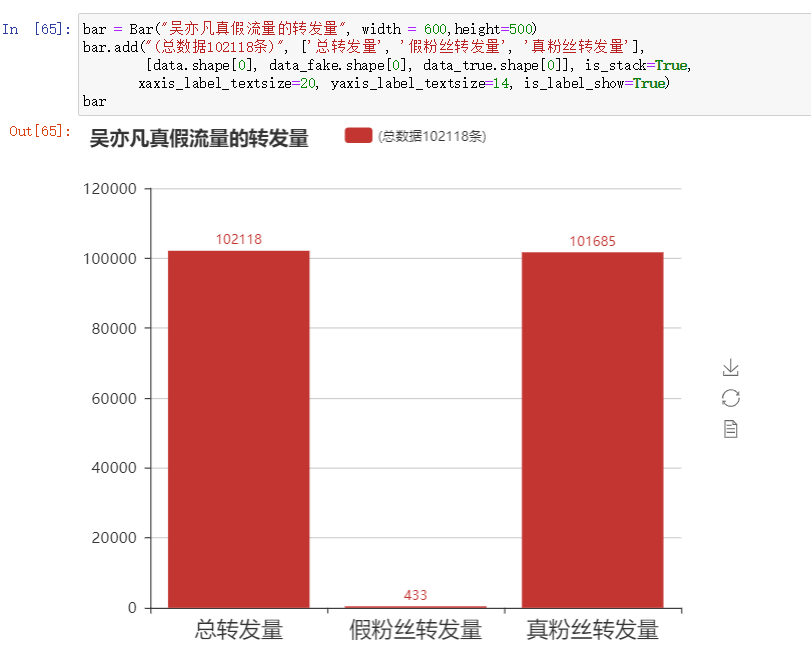 In [65]: bar = Bar("吴亦凡真假流量的转发量", width = 600,height=500)
bar.add("(总数据102118条)", ['总转发量', '假粉丝转发量', '真粉丝转发量'],
[data.shape[0], data_fake.shape[0], data_true.shape[0]], is_stack=True,
xaxis_label_textsize=20, yaxis_label_textsize=14, is_label_show=True)
bar
Out[65]: 吴亦凡真假流量的转发量 (总数据102118条)
120000
102118
101685
100000
80000
60000
40000
20000
433
0
总转发量 假粉丝转发量 真粉丝转发量